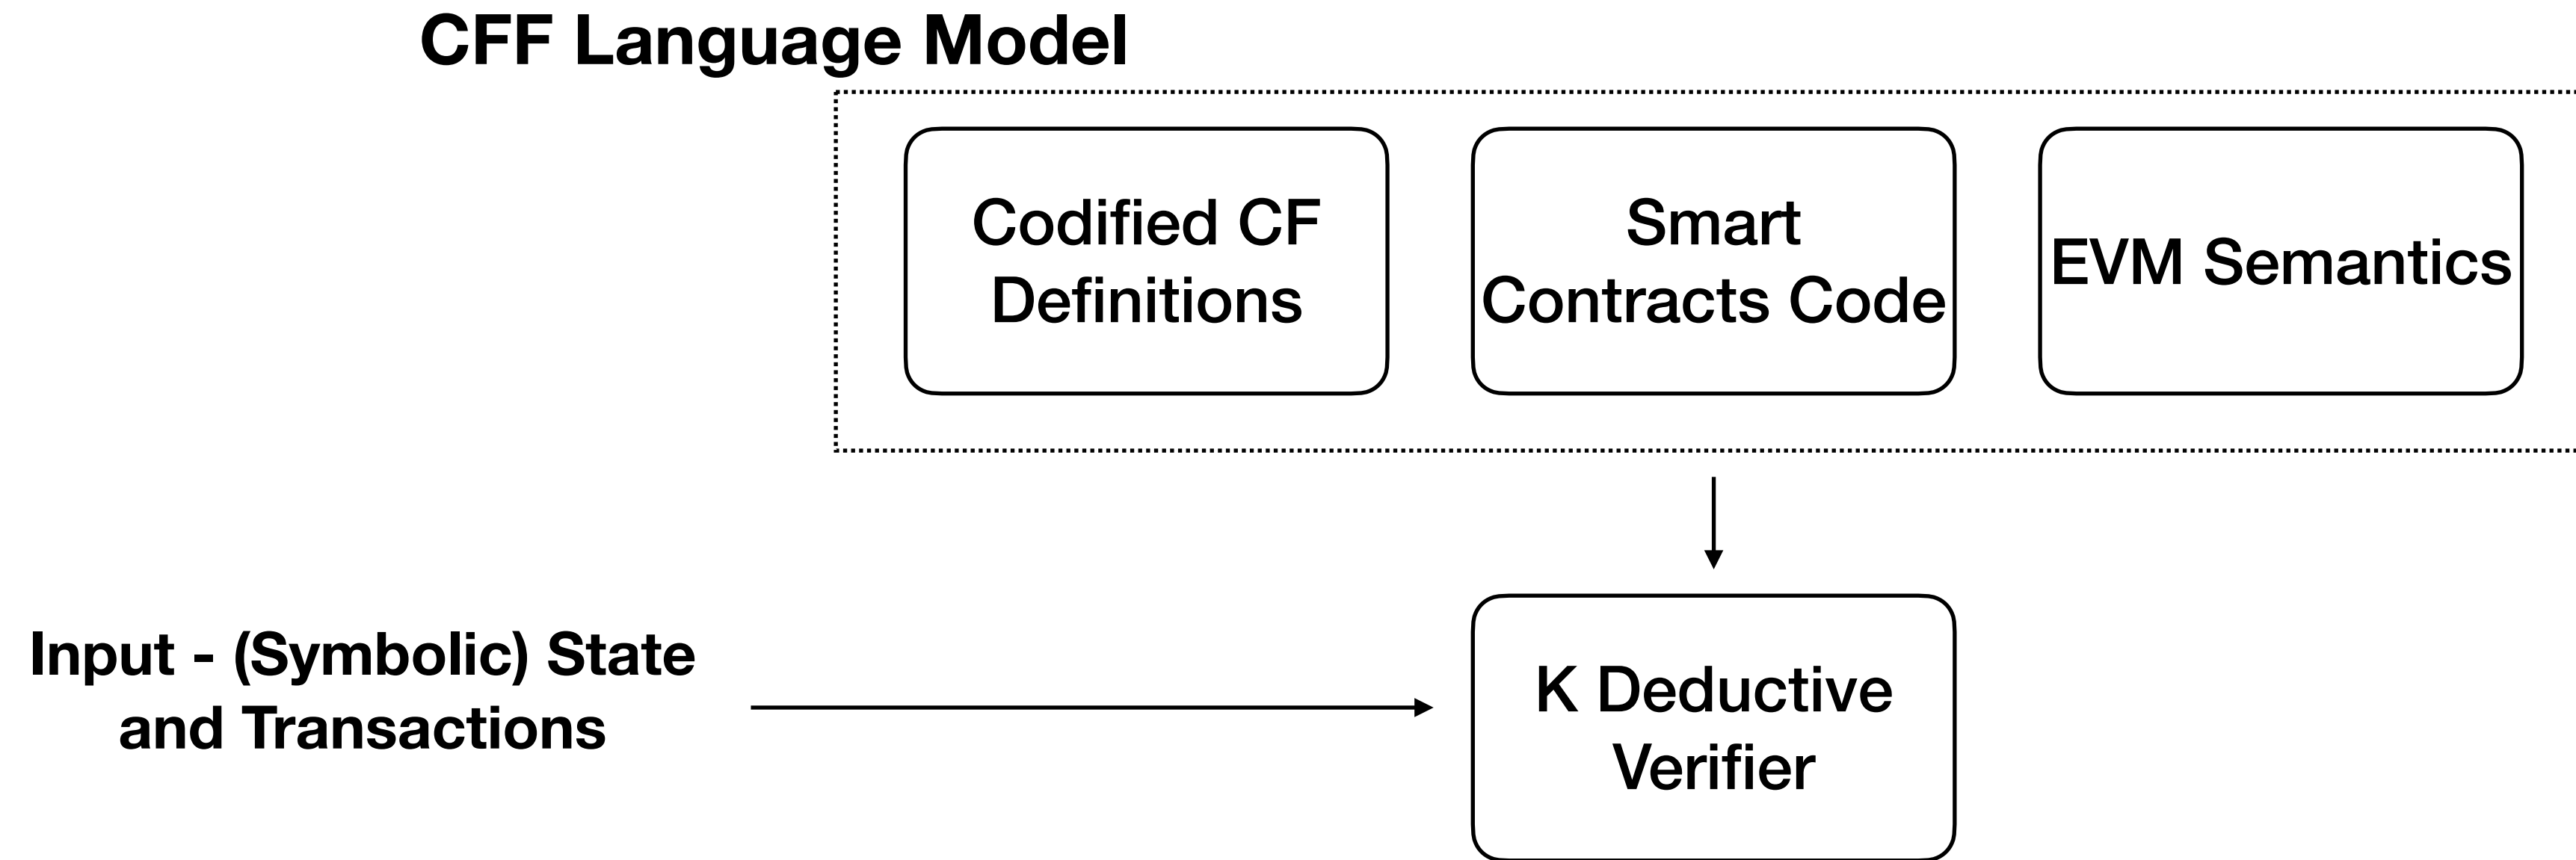 CFF Language Model
Codified CF
Definitions
Smart
Contracts Code
EVM Semantics
Input - (Symbolic) State
and Transactions
K Deductive
Verifier